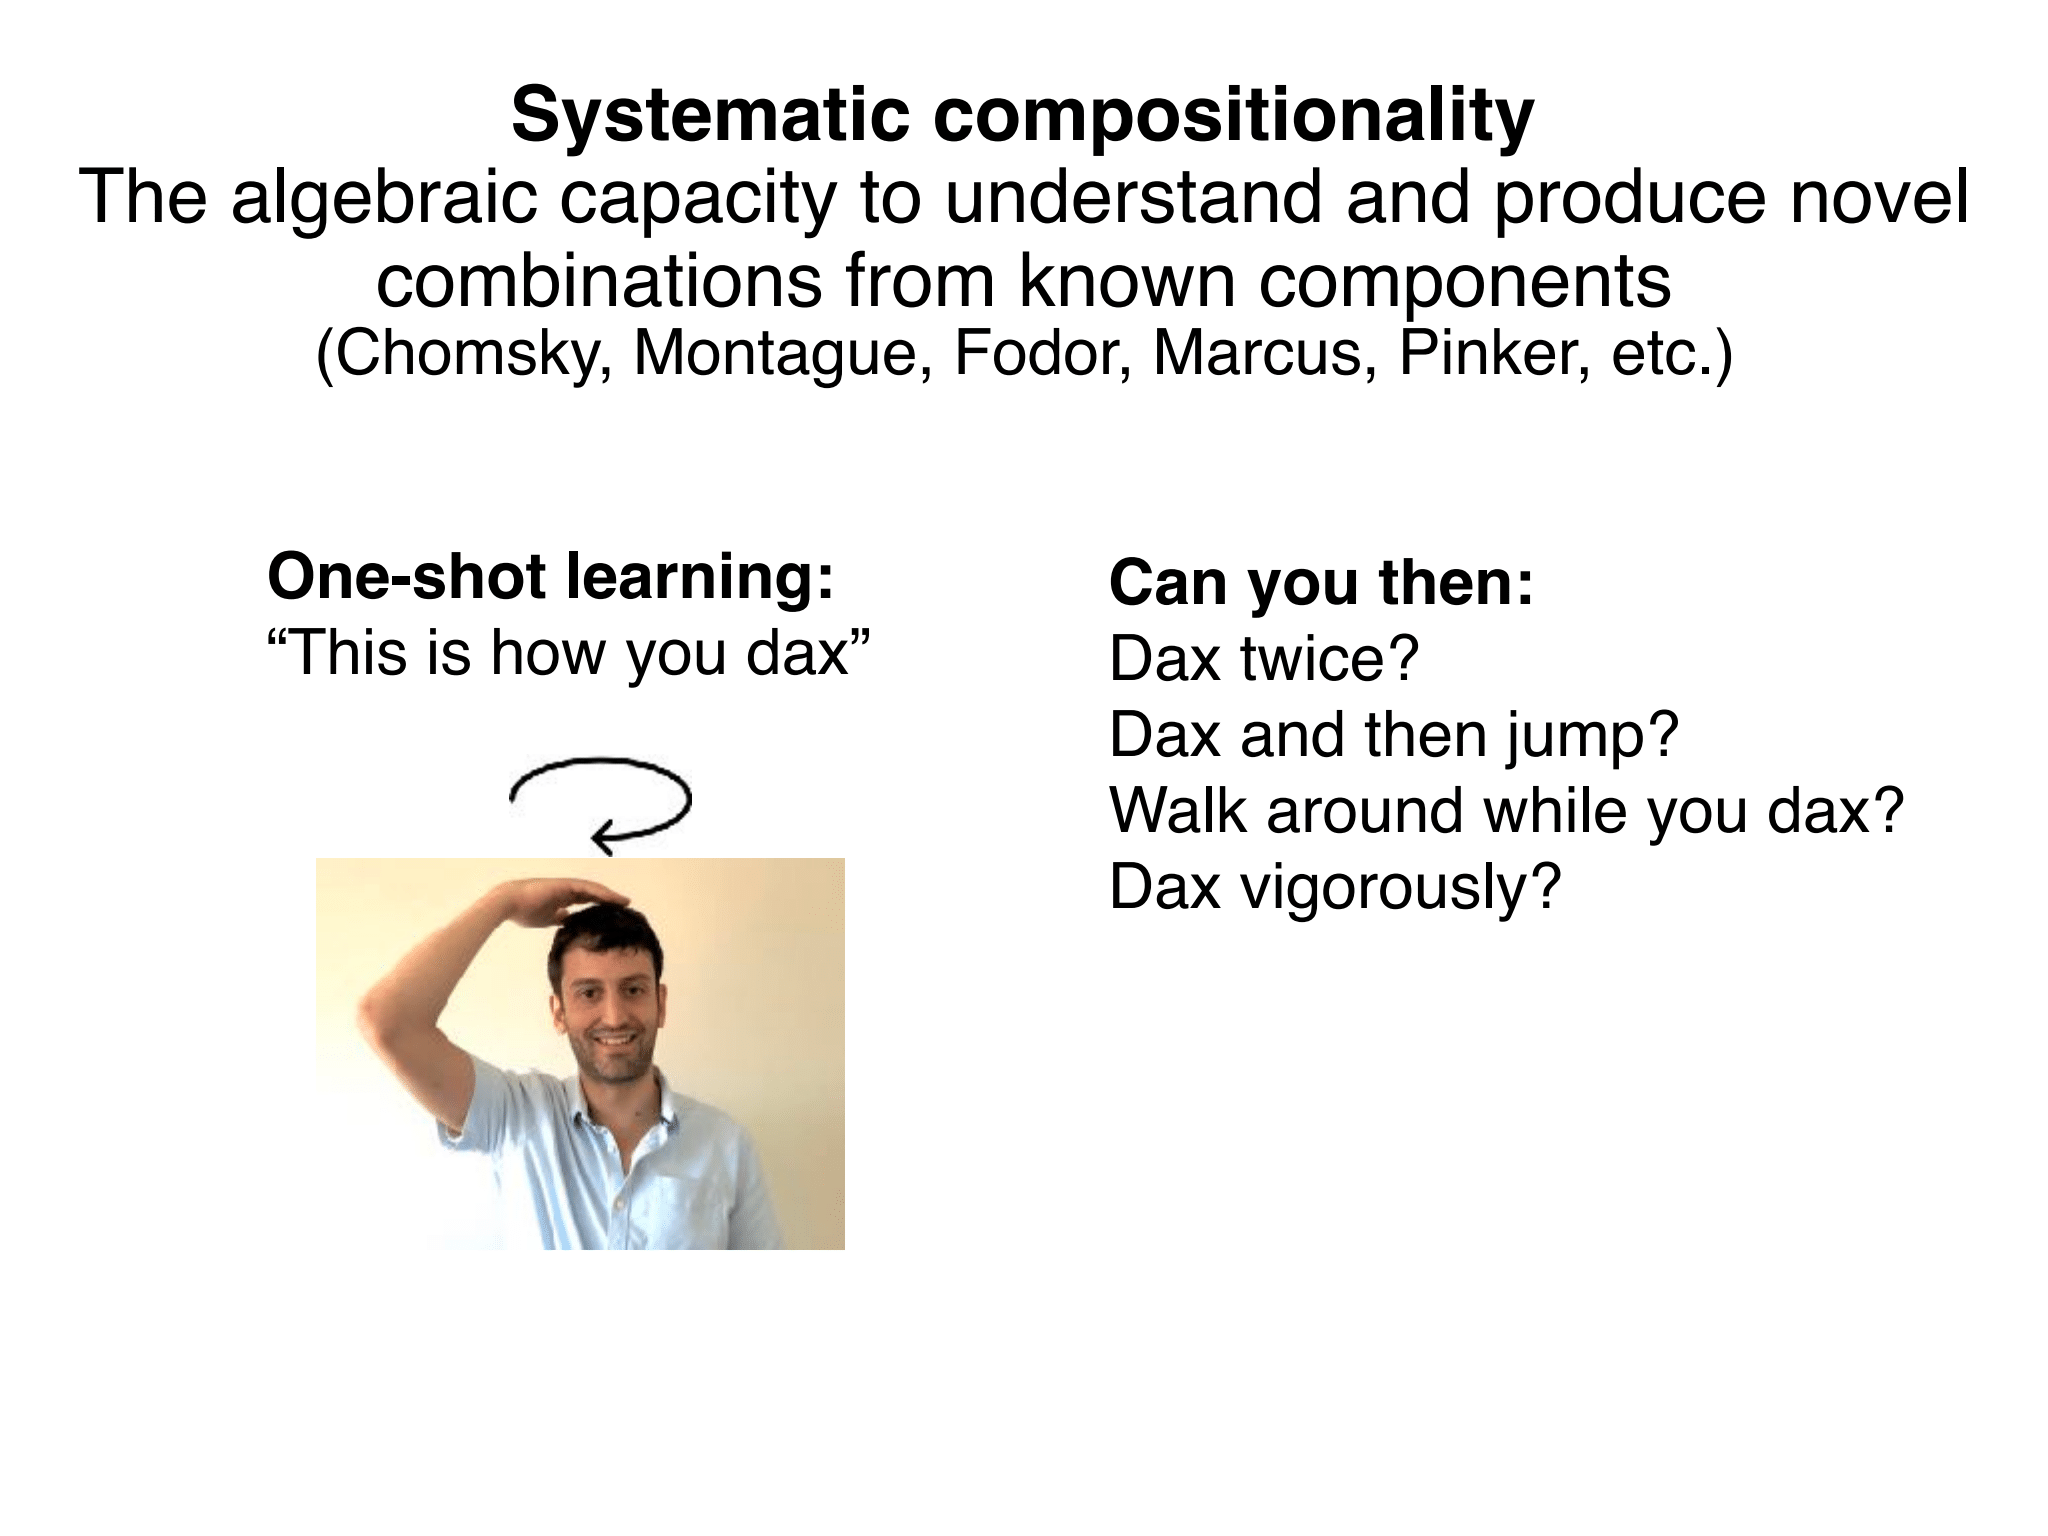 Systematic compositionality
The algebraic capacity to understand and produce novel
combinations from known components
(Chomsky, Montague, Fodor, Marcus, Pinker, etc.)
One-shot learning:
“This is how you dax”
Can you then:
Dax twice?
Dax and then jump?
Walk around while you dax?
Dax vigorously?